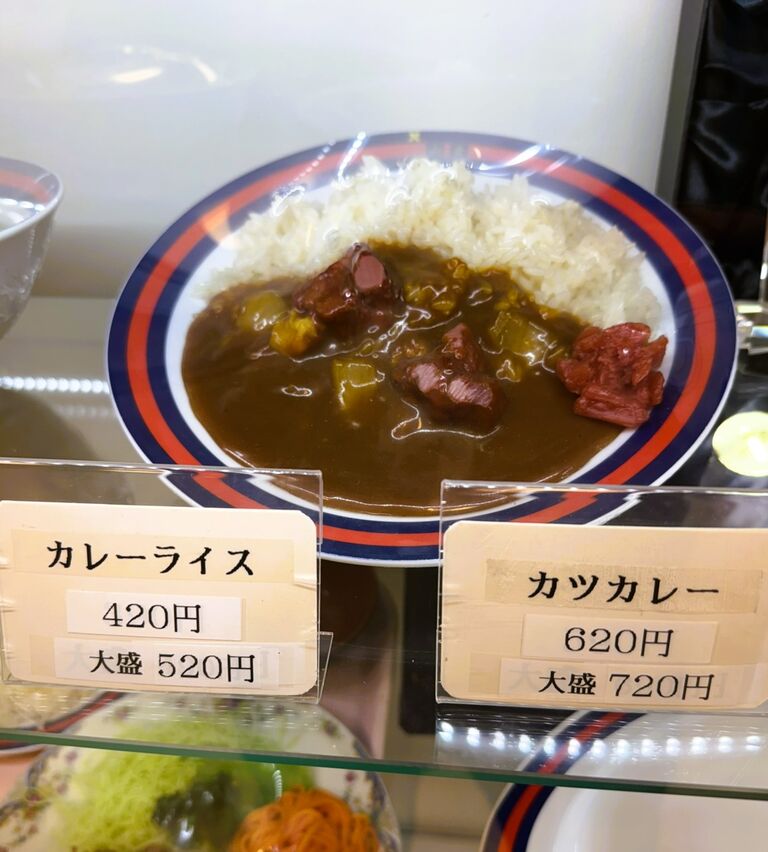 カレーライス
420円
大盛 520円
カツカレー
620円
大盛 720円